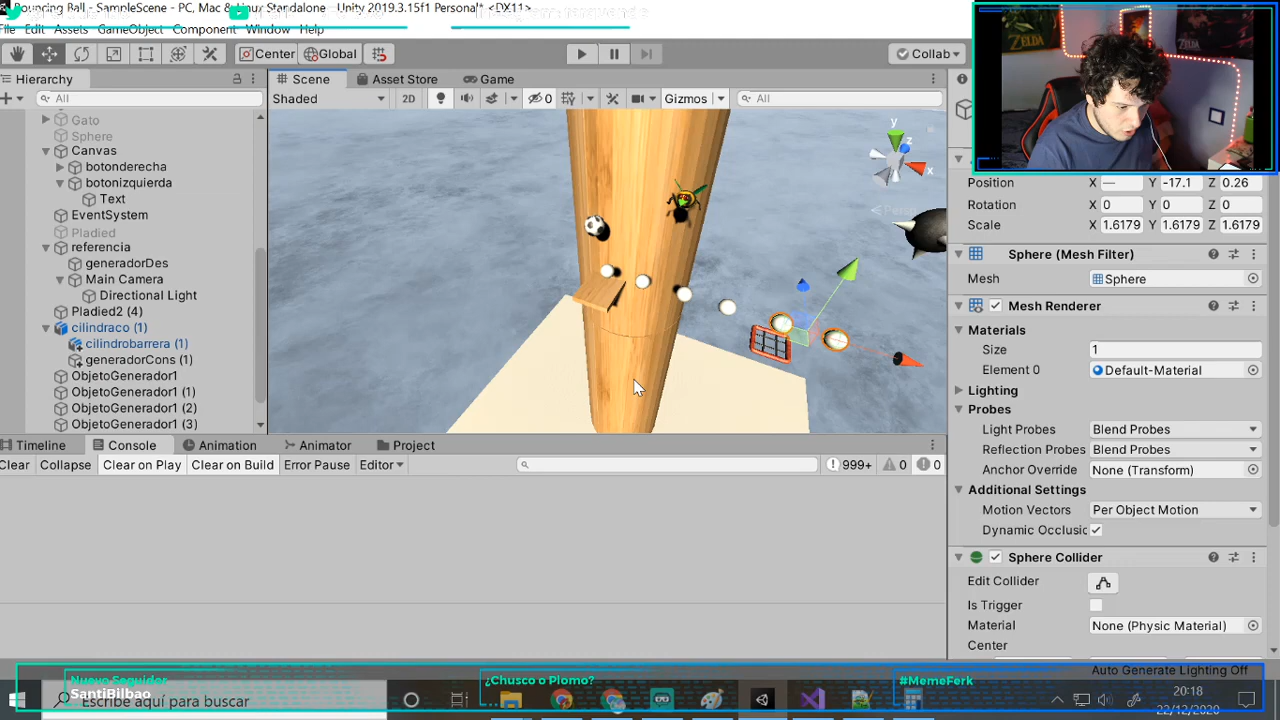 Bouncing Ball - SampleScene - PC, Mac & Linux Standalone - Unity 2019.3.15f1 Personal* <DX11>
File Edit Assets GameObject Component Window Help
Center Global Collab
Hierarchy Scene Asset Store Game
All Shaded 2D 0 Gizmos All
ZELDA
y
x
z
Persp
Gato
Sphere
Canvas
botonderecha
botonizquierda
Text
EventSystem
Pladied
referencia
generadorDes
Main Camera
Directional Light
Pladied2 (4)
cilindraco (1)
cilindrobarrera (1)
generadorCons (1)
ObjetoGenerador1
ObjetoGenerador1 (1)
ObjetoGenerador1 (2)
ObjetoGenerador1 (3)
Position X — Y -17.1 Z 0.26
Rotation X 0 Y 0 Z 0
Scale X 1.6179 Y 1.6179 Z 1.6179
Sphere (Mesh Filter)
Mesh Sphere
Mesh Renderer
Materials
Size 1
Element 0 Default-Material
Lighting
Probes
Light Probes Blend Probes
Reflection Probes Blend Probes
Anchor Override None (Transform)
Additional Settings
Motion Vectors Per Object Motion
Dynamic Occlusic
Sphere Collider
Edit Collider
Is Trigger
Material None (Physic Material)
Center
Auto Generate Lighting Off
Timeline Console Animation Animator Project
Clear Collapse Clear on Play Clear on Build Error Pause Editor 999+ 0 0
Nuevo Seguidor
SantiBilbao
¿Chusco o Plomo?
#MemeFerk
Escribe aquí para buscar
20:18
22/12/2020